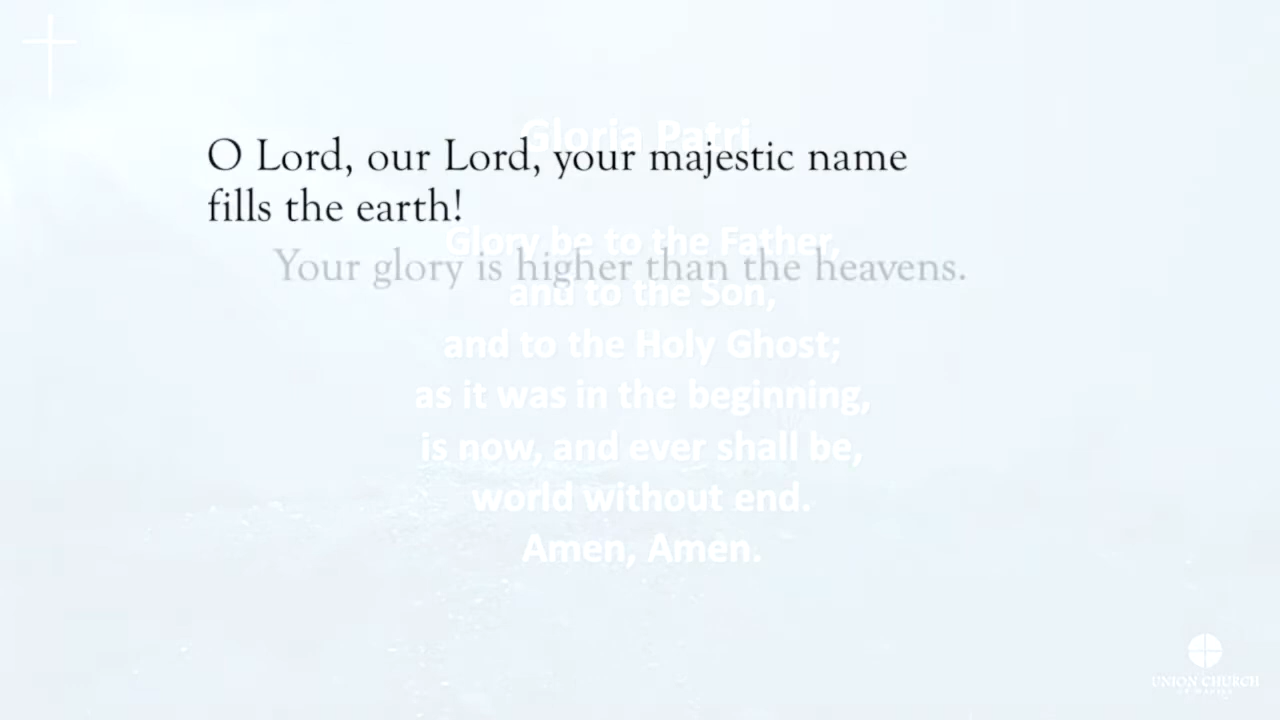 Gloria Patri
O Lord, our Lord, your majestic name
fills the earth!
Glory be to the Father,
Your glory is higher than the heavens.
and to the Son,
and to the Holy Ghost;
as it was in the beginning,
is now, and ever shall be,
world without end.
Amen, Amen.
UNION CHURCH
OF MANILA